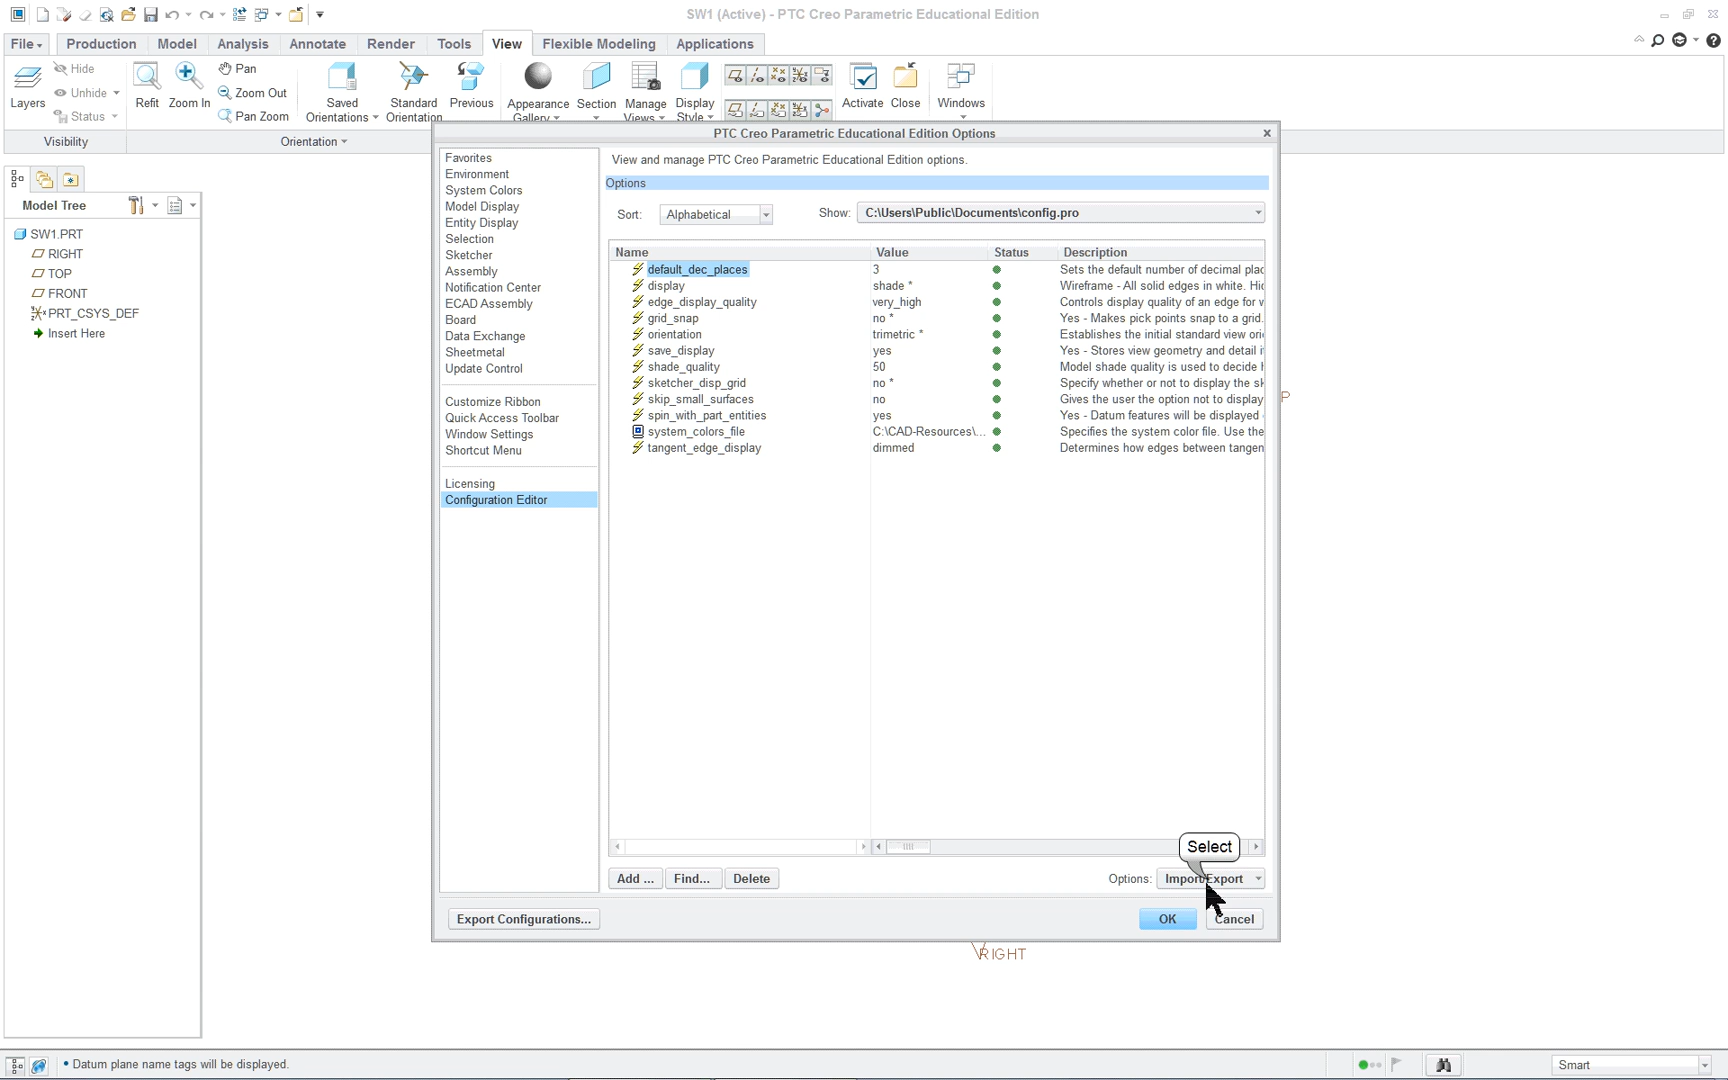 SW1 (Active) - PTC Creo Parametric Educational Edition
File Production Model Analysis Annotate Render Tools View Flexible Modeling Applications
Layers
Hide
Unhide
Status
Visibility
Refit
Zoom In
Pan
Zoom Out
Pan Zoom
Saved
Orientations
Standard
Orientation
Previous
Orientation
Appearance
Gallery
Section
Manage
Views
Display
Style
Activate
Close
Windows
Model Tree
SW1.PRT
RIGHT
TOP
FRONT
PRT_CSYS_DEF
Insert Here
PTC Creo Parametric Educational Edition Options
Favorites
Environment
System Colors
Model Display
Entity Display
Selection
Sketcher
Assembly
Notification Center
ECAD Assembly
Board
Data Exchange
Sheetmetal
Update Control
Customize Ribbon
Quick Access Toolbar
Window Settings
Shortcut Menu
Licensing
Configuration Editor
View and manage PTC Creo Parametric Educational Edition options.
Options
Sort: Alphabetical Show: C:\Users\Public\Documents\config.pro
Name Value Status Description
default_dec_places 3 Sets the default number of decimal plac
display shade * Wireframe - All solid edges in white. Hid
edge_display_quality very_high Controls display quality of an edge for w
grid_snap no * Yes - Makes pick points snap to a grid.
orientation trimetric * Establishes the initial standard view orie
save_display yes Yes - Stores view geometry and detail i
shade_quality 50 Model shade quality is used to decide h
sketcher_disp_grid no * Specify whether or not to display the sk
skip_small_surfaces no Gives the user the option not to display
spin_with_part_entities yes Yes - Datum features will be displayed
system_colors_file C:\CAD-Resources\... Specifies the system color file. Use the
tangent_edge_display dimmed Determines how edges between tangen
Select
Add ... Find... Delete Options: Import/Export
Export Configurations... OK Cancel
P
RIGHT
• Datum plane name tags will be displayed.
Smart